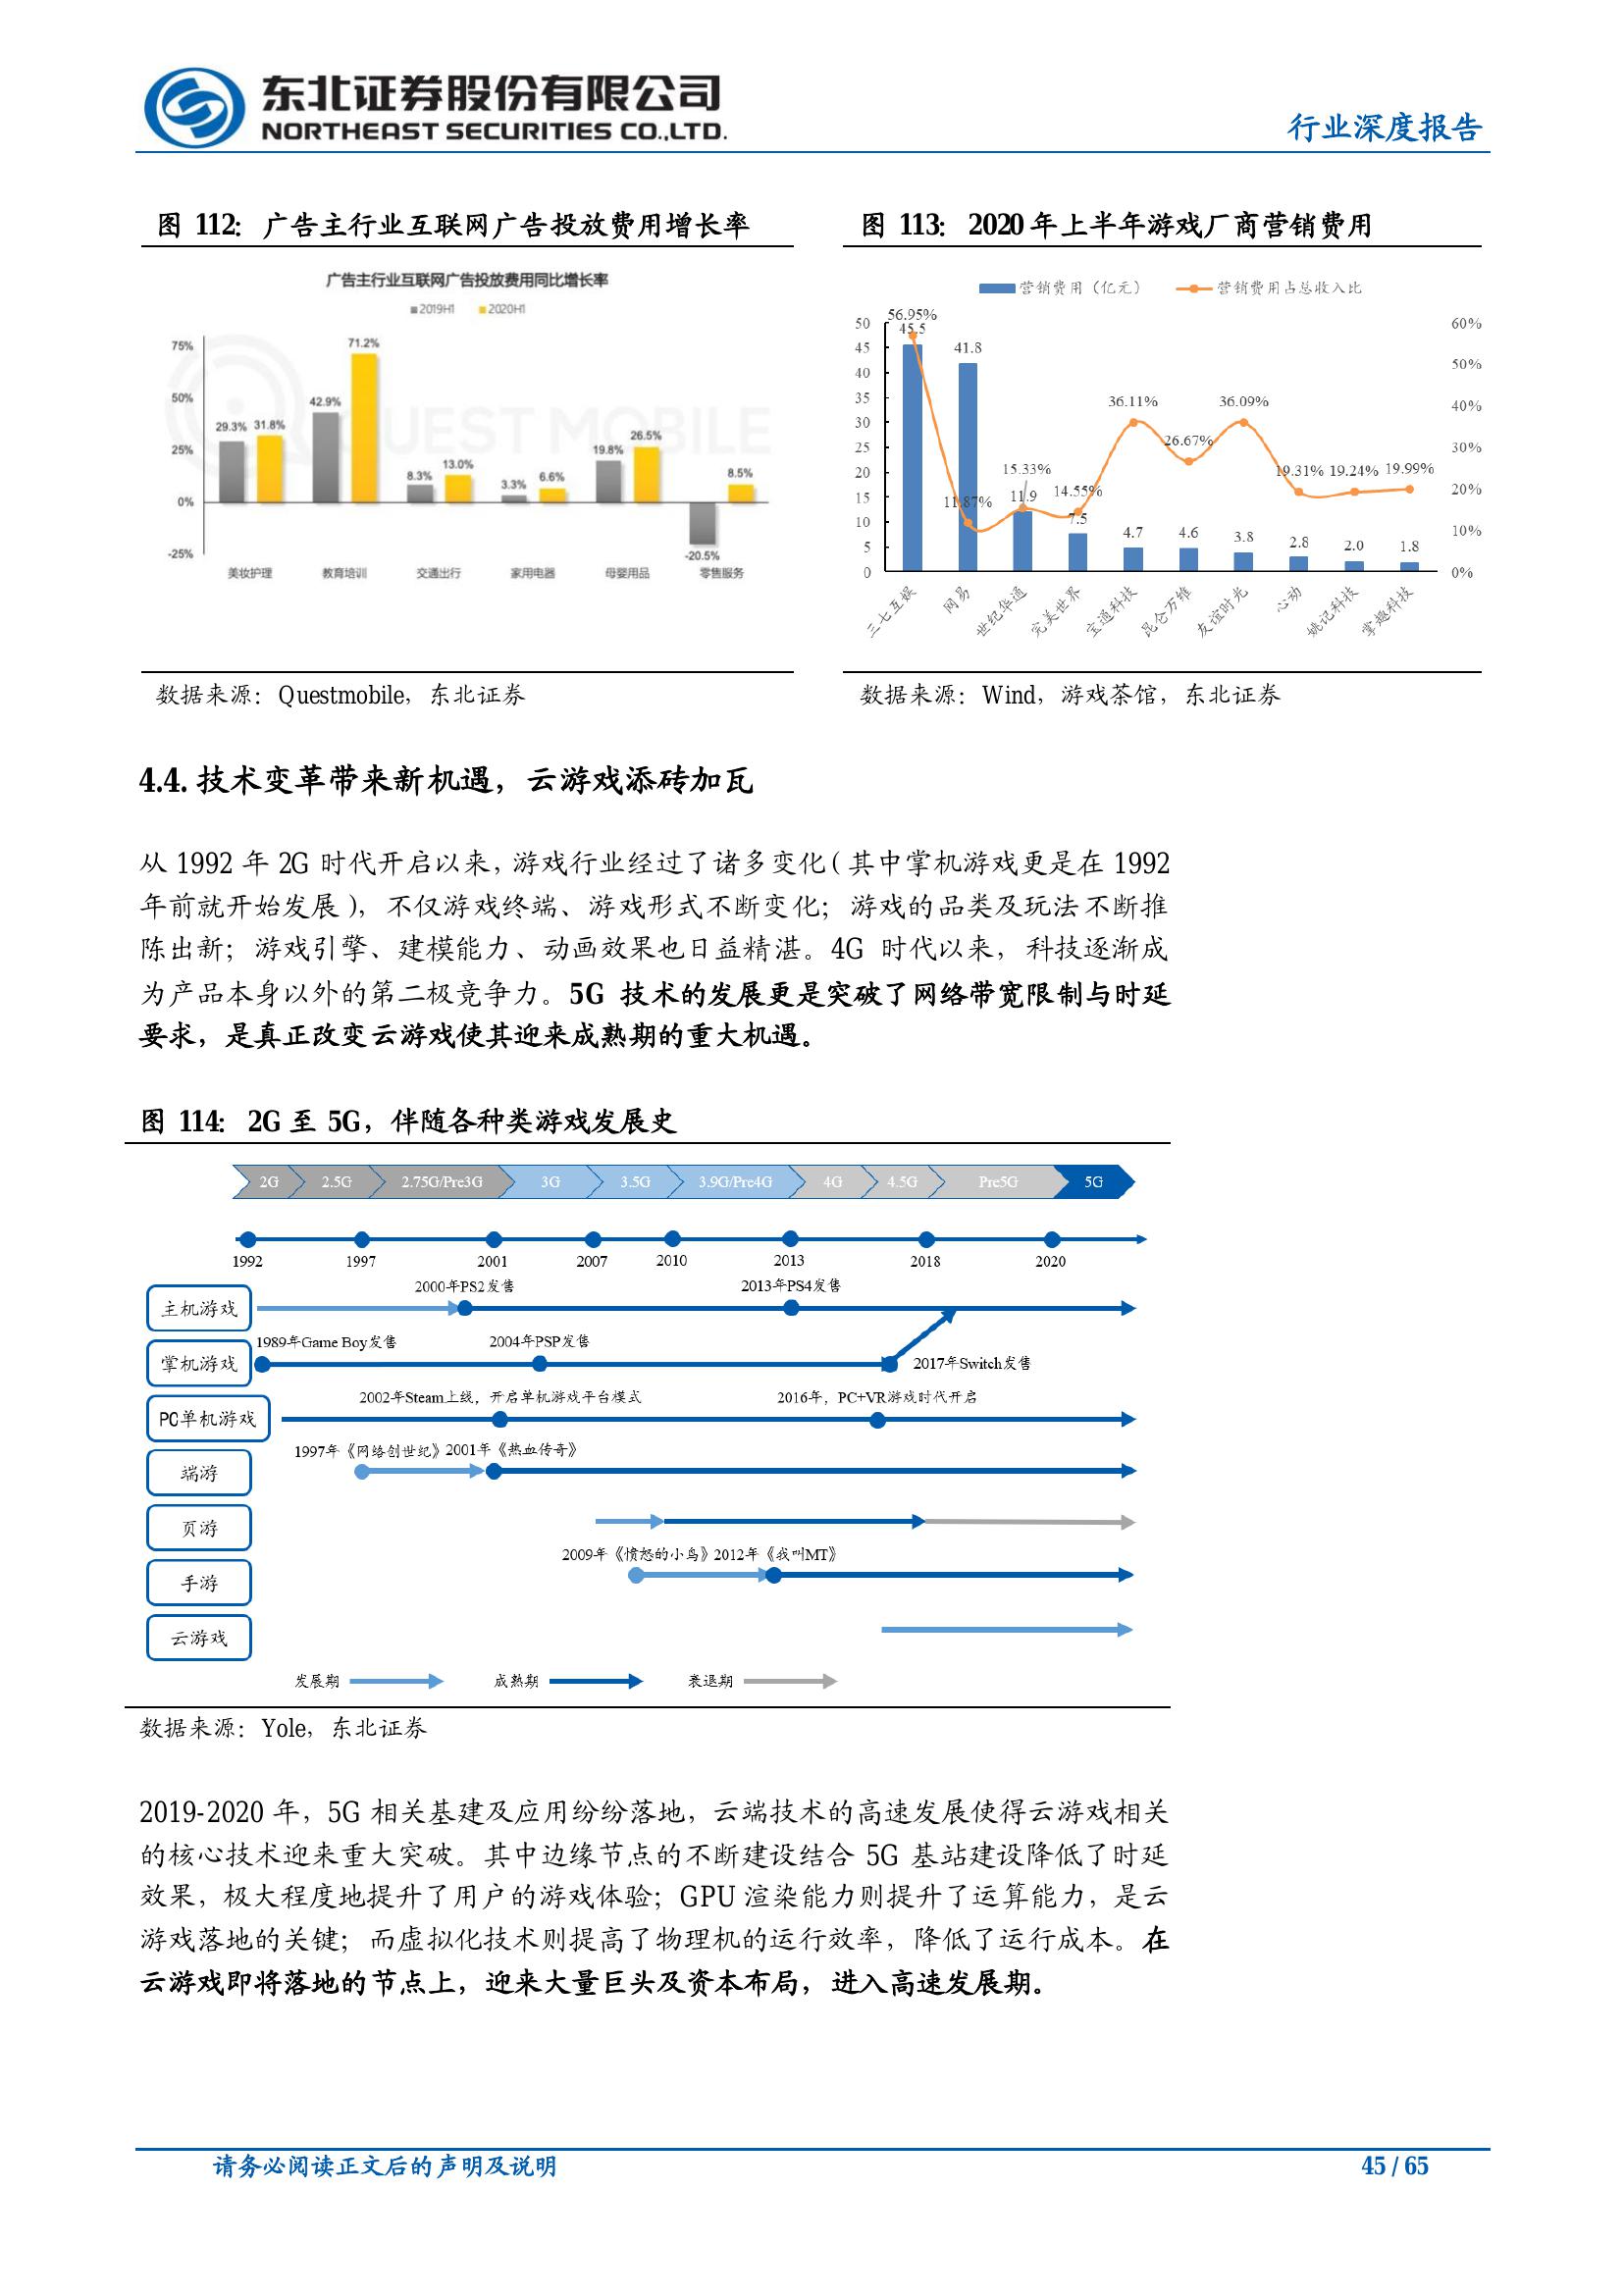 东北证券股份有限公司
NORTHEAST SECURITIES CO.,LTD.
行业深度报告
图 112：广告主行业互联网广告投放费用增长率
广告主行业互联网广告投放费用同比增长率
2019H1 2020H1
QUEST MOBILE
75%
50%
25%
0%
-25%
29.3% 31.8%
42.9% 71.2%
8.3% 13.0%
3.3% 6.6%
19.8% 26.5%
-20.5% 8.5%
美妆护理 教育培训 交通出行 家用电器 母婴用品 零售服务
数据来源：Questmobile，东北证券
图 113：2020 年上半年游戏厂商营销费用
营销费用（亿元） 营销费用占总收入比
50
45
40
35
30
25
20
15
10
5
0
60%
50%
40%
30%
20%
10%
0%
56.95% 11.87% 15.33% 14.55% 36.11% 26.67% 36.09% 19.31% 19.24% 19.99%
45.5 41.8 11.9 7.5 4.7 4.6 3.8 2.8 2.0 1.8
三七互娱 网易 世纪华通 完美世界 宝通科技 昆仑万维 友谊时光 心动 姚记科技 掌趣科技
数据来源：Wind，游戏茶馆，东北证券
4.4. 技术变革带来新机遇，云游戏添砖加瓦
从 1992 年 2G 时代开启以来，游戏行业经过了诸多变化（其中掌机游戏更是在 1992
年前就开始发展），不仅游戏终端、游戏形式不断变化；游戏的品类及玩法不断推
陈出新；游戏引擎、建模能力、动画效果也日益精湛。4G 时代以来，科技逐渐成
为产品本身以外的第二极竞争力。5G 技术的发展更是突破了网络带宽限制与时延
要求，是真正改变云游戏使其迎来成熟期的重大机遇。
图 114：2G 至 5G，伴随各种类游戏发展史
2G 2.5G 2.75G/Pre3G 3G 3.5G 3.9G/Pre4G 4G 4.5G Pre5G 5G
1992 1997 2001 2007 2010 2013 2018 2020
2000年PS2发售 2013年PS4发售
主机游戏
1989年Game Boy发售 2004年PSP发售
掌机游戏 2017年Switch发售
2002年Steam上线，开启单机游戏平台模式 2016年，PC+VR游戏时代开启
PC单机游戏
1997年《网络创世纪》2001年《热血传奇》
端游
页游
2009年《愤怒的小鸟》2012年《我叫MT》
手游
云游戏
发展期 成熟期 衰退期
数据来源：Yole，东北证券
2019-2020 年，5G 相关基建及应用纷纷落地，云端技术的高速发展使得云游戏相关
的核心技术迎来重大突破。其中边缘节点的不断建设结合 5G 基站建设降低了时延
效果，极大程度地提升了用户的游戏体验；GPU 渲染能力则提升了运算能力，是云
游戏落地的关键；而虚拟化技术则提高了物理机的运行效率，降低了运行成本。在
云游戏即将落地的节点上，迎来大量巨头及资本布局，进入高速发展期。
请务必阅读正文后的声明及说明
45 / 65